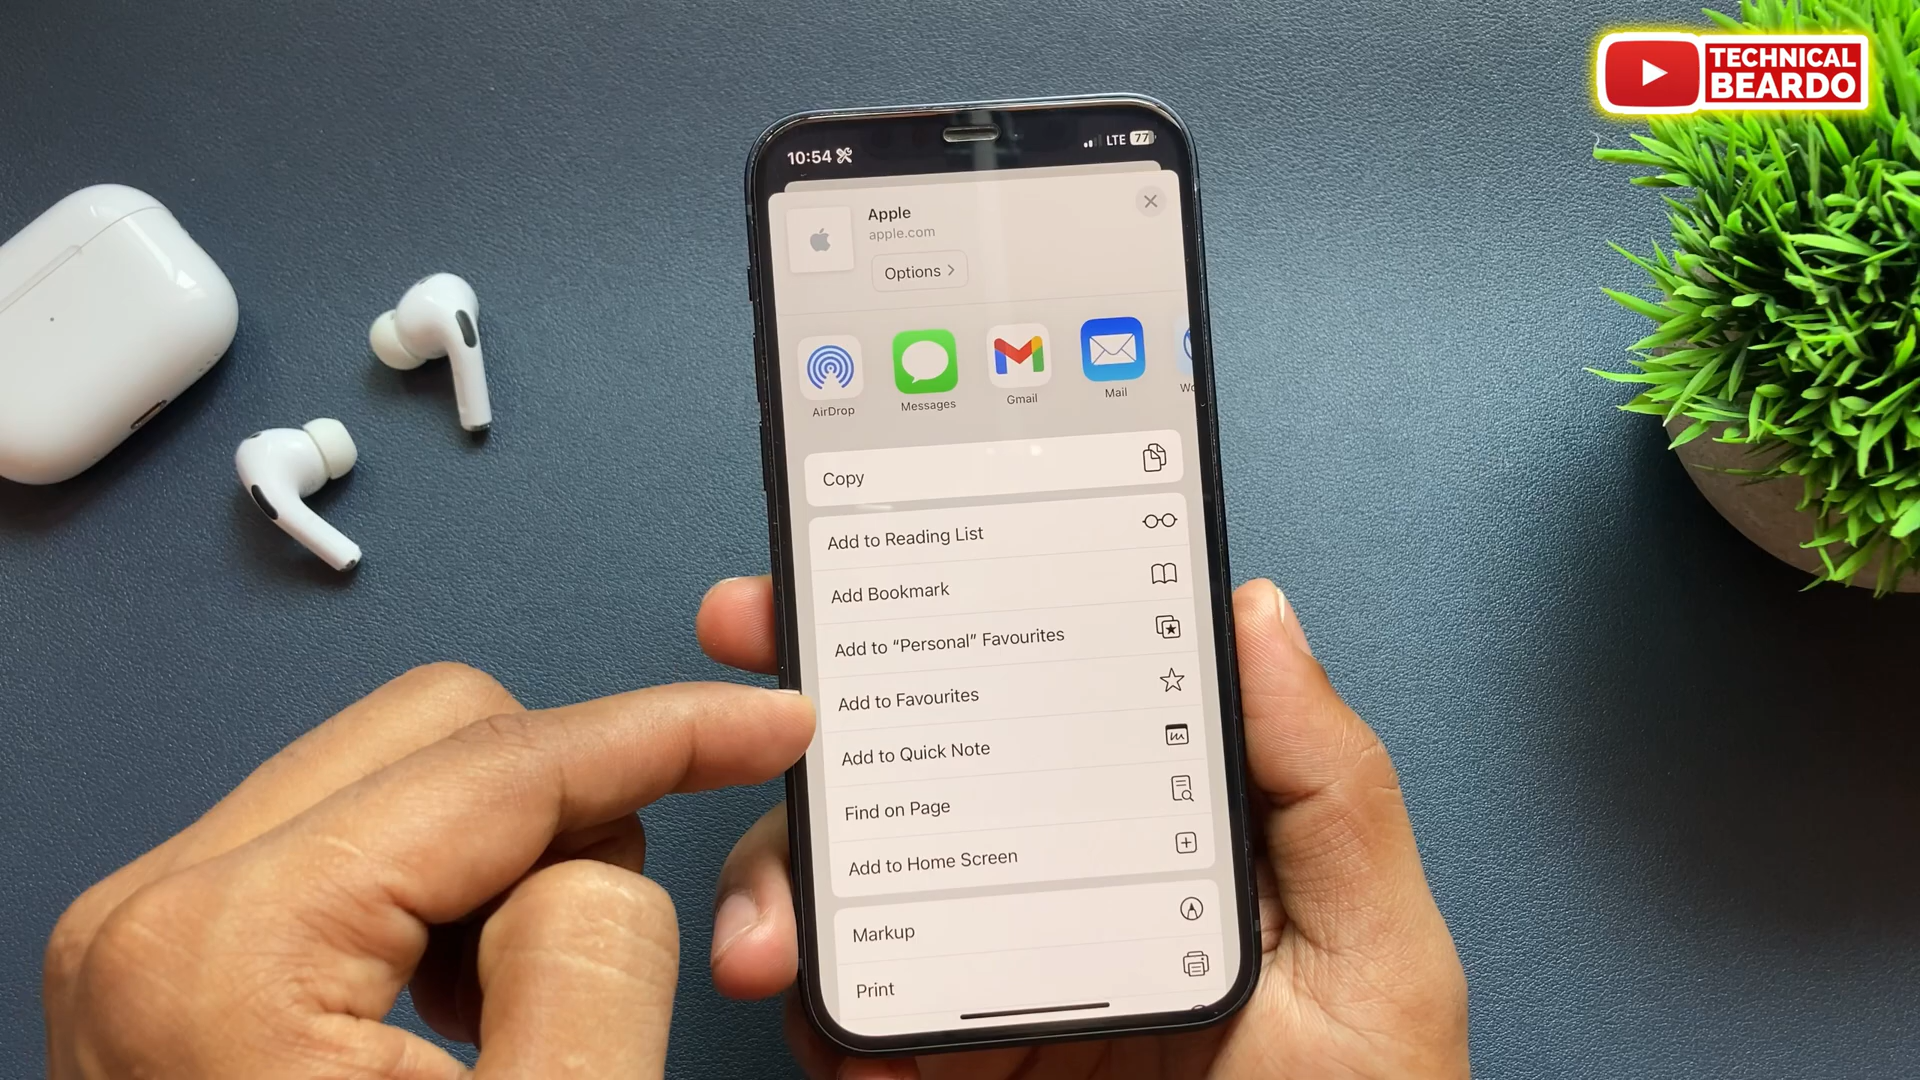 TECHNICAL
BEARDO
10:54
LTE 77
Apple
apple.com
Options
AirDrop
Messages
Gmail
Mail
Copy
Add to Reading List
Add Bookmark
Add to “Personal” Favourites
Add to Favourites
Add to Quick Note
Find on Page
Add to Home Screen
Markup
Print